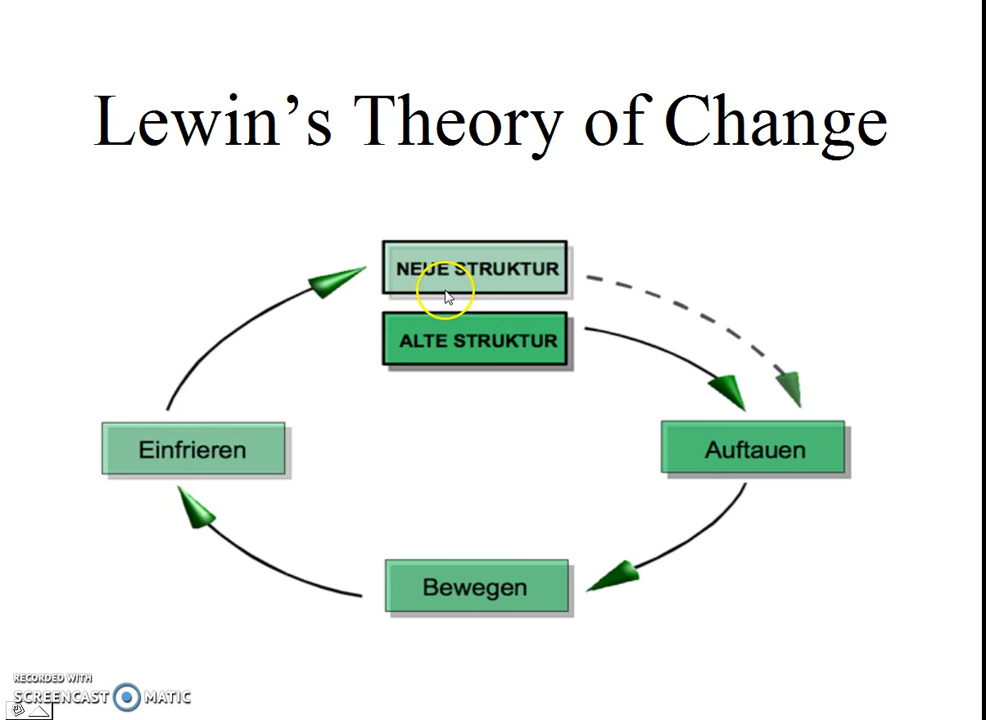 Lewin’s Theory of Change
NEUE STRUKTUR
ALTE STRUKTUR
Einfrieren
Auftauen
Bewegen
RECORDED WITH
SCREENCAST MATIC